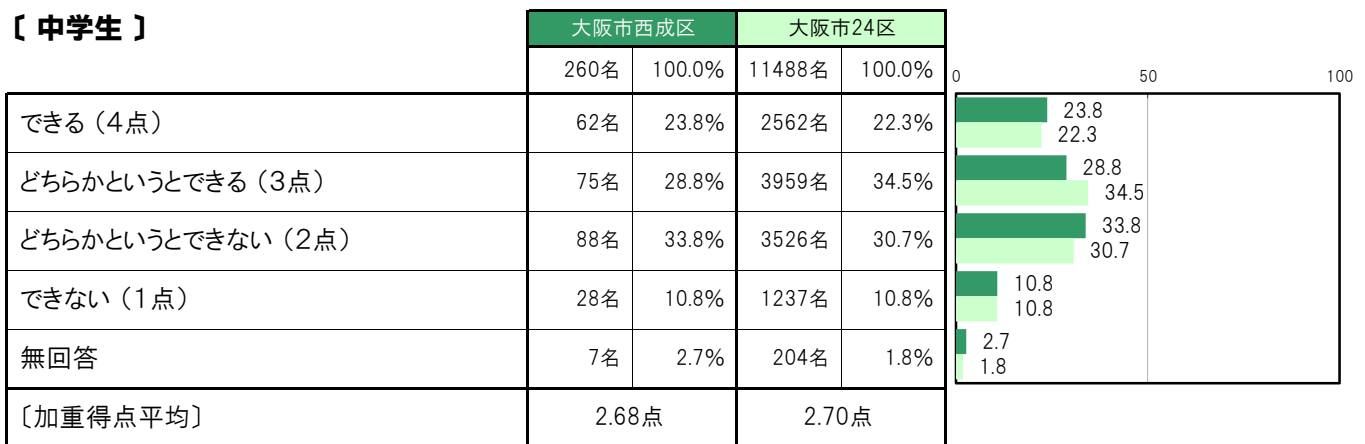 〔 中学生 〕
大阪市西成区 大阪市24区
260名 100.0% 11488名 100.0%
0 50 100
できる (4点) 62名 23.8% 2562名 22.3%
23.8
22.3
どちらかというとできる (3点) 75名 28.8% 3959名 34.5%
28.8
34.5
どちらかというとできない (2点) 88名 33.8% 3526名 30.7%
33.8
30.7
できない (1点) 28名 10.8% 1237名 10.8%
10.8
10.8
無回答 7名 2.7% 204名 1.8%
2.7
1.8
〔加重得点平均〕 2.68点 2.70点